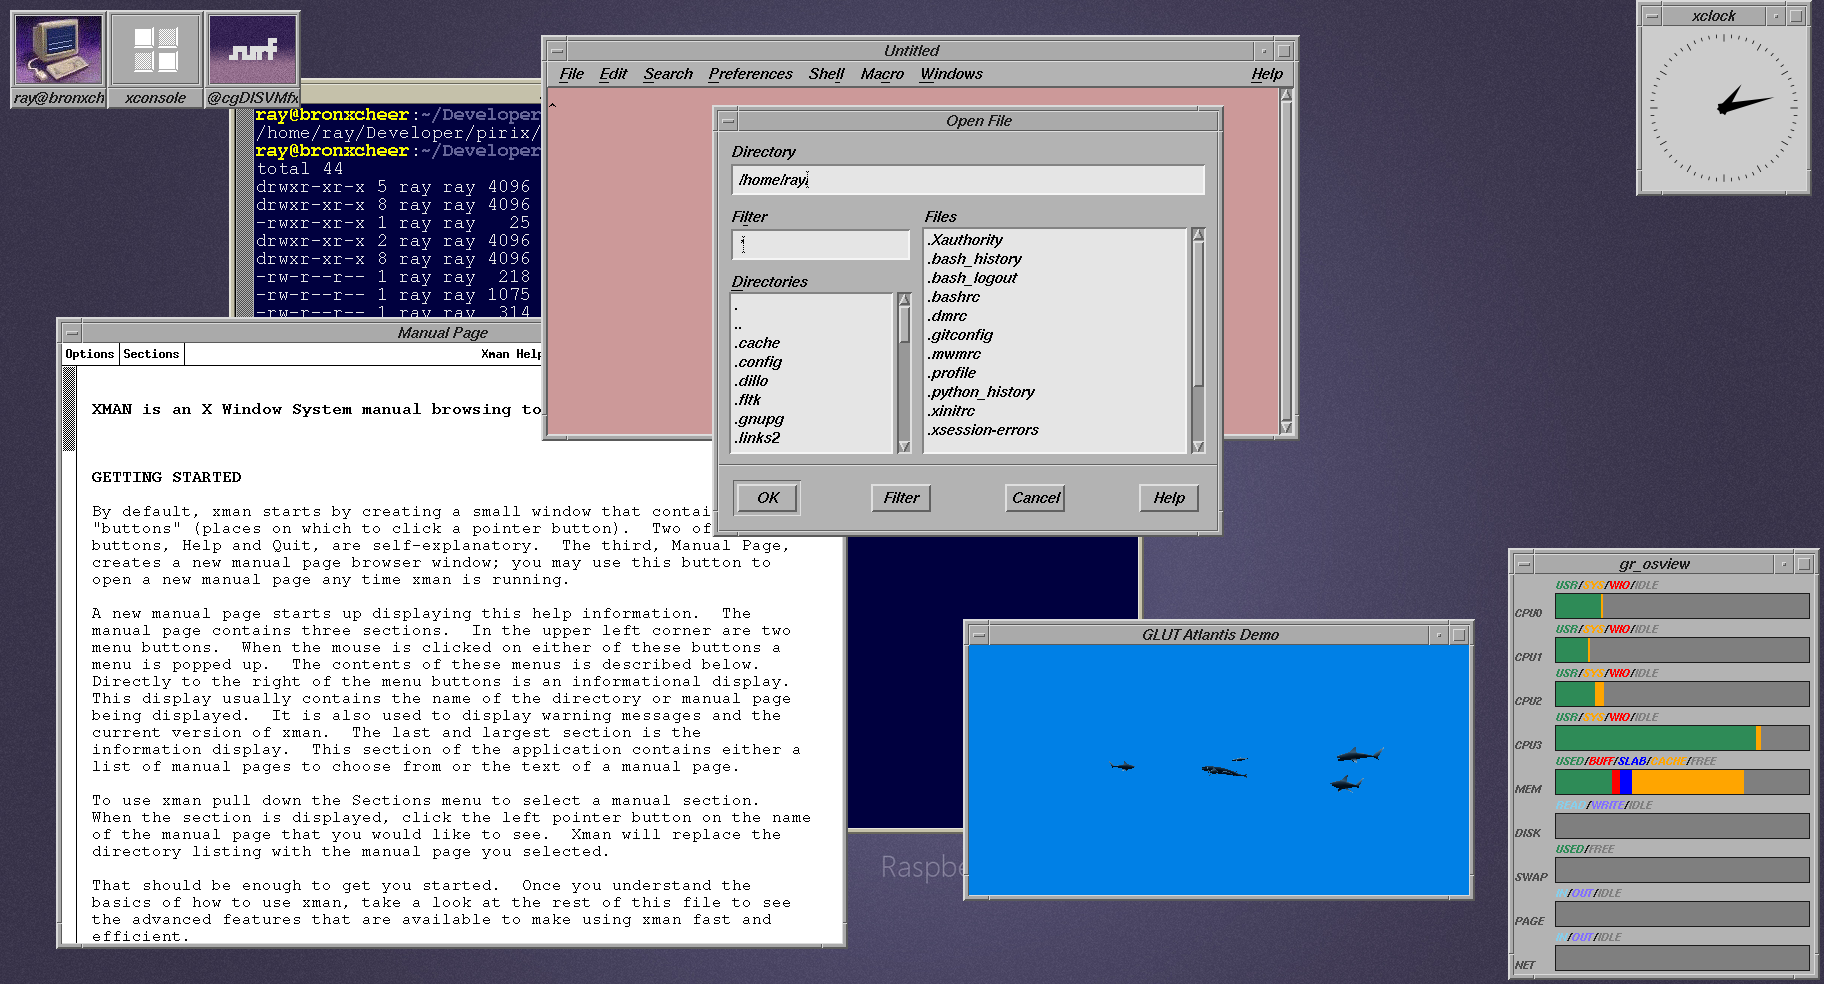 ray@bronxch
xconsole
surf
@cgDISVMfx
ray@bronxcheer:~/Developer
/home/ray/Developer/pirix/
ray@bronxcheer:~/Developer
total 44
drwxr-xr-x 5 ray ray 4096
drwxr-xr-x 8 ray ray 4096
-rwxr-xr-x 1 ray ray 25
drwxr-xr-x 2 ray ray 4096
drwxr-xr-x 8 ray ray 4096
-rw-r--r-- 1 ray ray 218
-rw-r--r-- 1 ray ray 1075
-rw-r--r-- 1 ray ray 314
Untitled
File Edit Search Preferences Shell Macro Windows Help
Open File
Directory
/home/ray/
Filter
*
Directories
.
..
.cache
.config
.dillo
.fltk
.gnupg
.links2
Files
.Xauthority
.bash_history
.bash_logout
.bashrc
.dmrc
.gitconfig
.mwmrc
.profile
.python_history
.xinitrc
.xsession-errors
OK Filter Cancel Help
xclock
Manual Page
Options Sections Xman Help
XMAN is an X Window System manual browsing to
GETTING STARTED
By default, xman starts by creating a small window that contai
"buttons" (places on which to click a pointer button). Two of
buttons, Help and Quit, are self-explanatory. The third, Manual Page,
creates a new manual page browser window; you may use this button to
open a new manual page any time xman is running.
A new manual page starts up displaying this help information. The
manual page contains three sections. In the upper left corner are two
menu buttons. When the mouse is clicked on either of these buttons a
menu is popped up. The contents of these menus is described below.
Directly to the right of the menu buttons is an informational display.
This display usually contains the name of the directory or manual page
being displayed. It is also used to display warning messages and the
current version of xman. The last and largest section is the
information display. This section of the application contains either a
list of manual pages to choose from or the text of a manual page.
To use xman pull down the Sections menu to select a manual section.
When the section is displayed, click the left pointer button on the name
of the manual page that you would like to see. Xman will replace the
directory listing with the manual page you selected.
That should be enough to get you started. Once you understand the
basics of how to use xman, take a look at the rest of this file to see
the advanced features that are available to make using xman fast and
efficient.
Raspbe
GLUT Atlantis Demo
gr_osview
USR/SYS/WIO/IDLE
CPU0
USR/SYS/WIO/IDLE
CPU1
USR/SYS/WIO/IDLE
CPU2
USR/SYS/WIO/IDLE
CPU3
USED/BUFF/SLAB/CACHE/FREE
MEM
READ/WRITE/IDLE
DISK
USED/FREE
SWAP
IN/OUT/IDLE
PAGE
IN/OUT/IDLE
NET